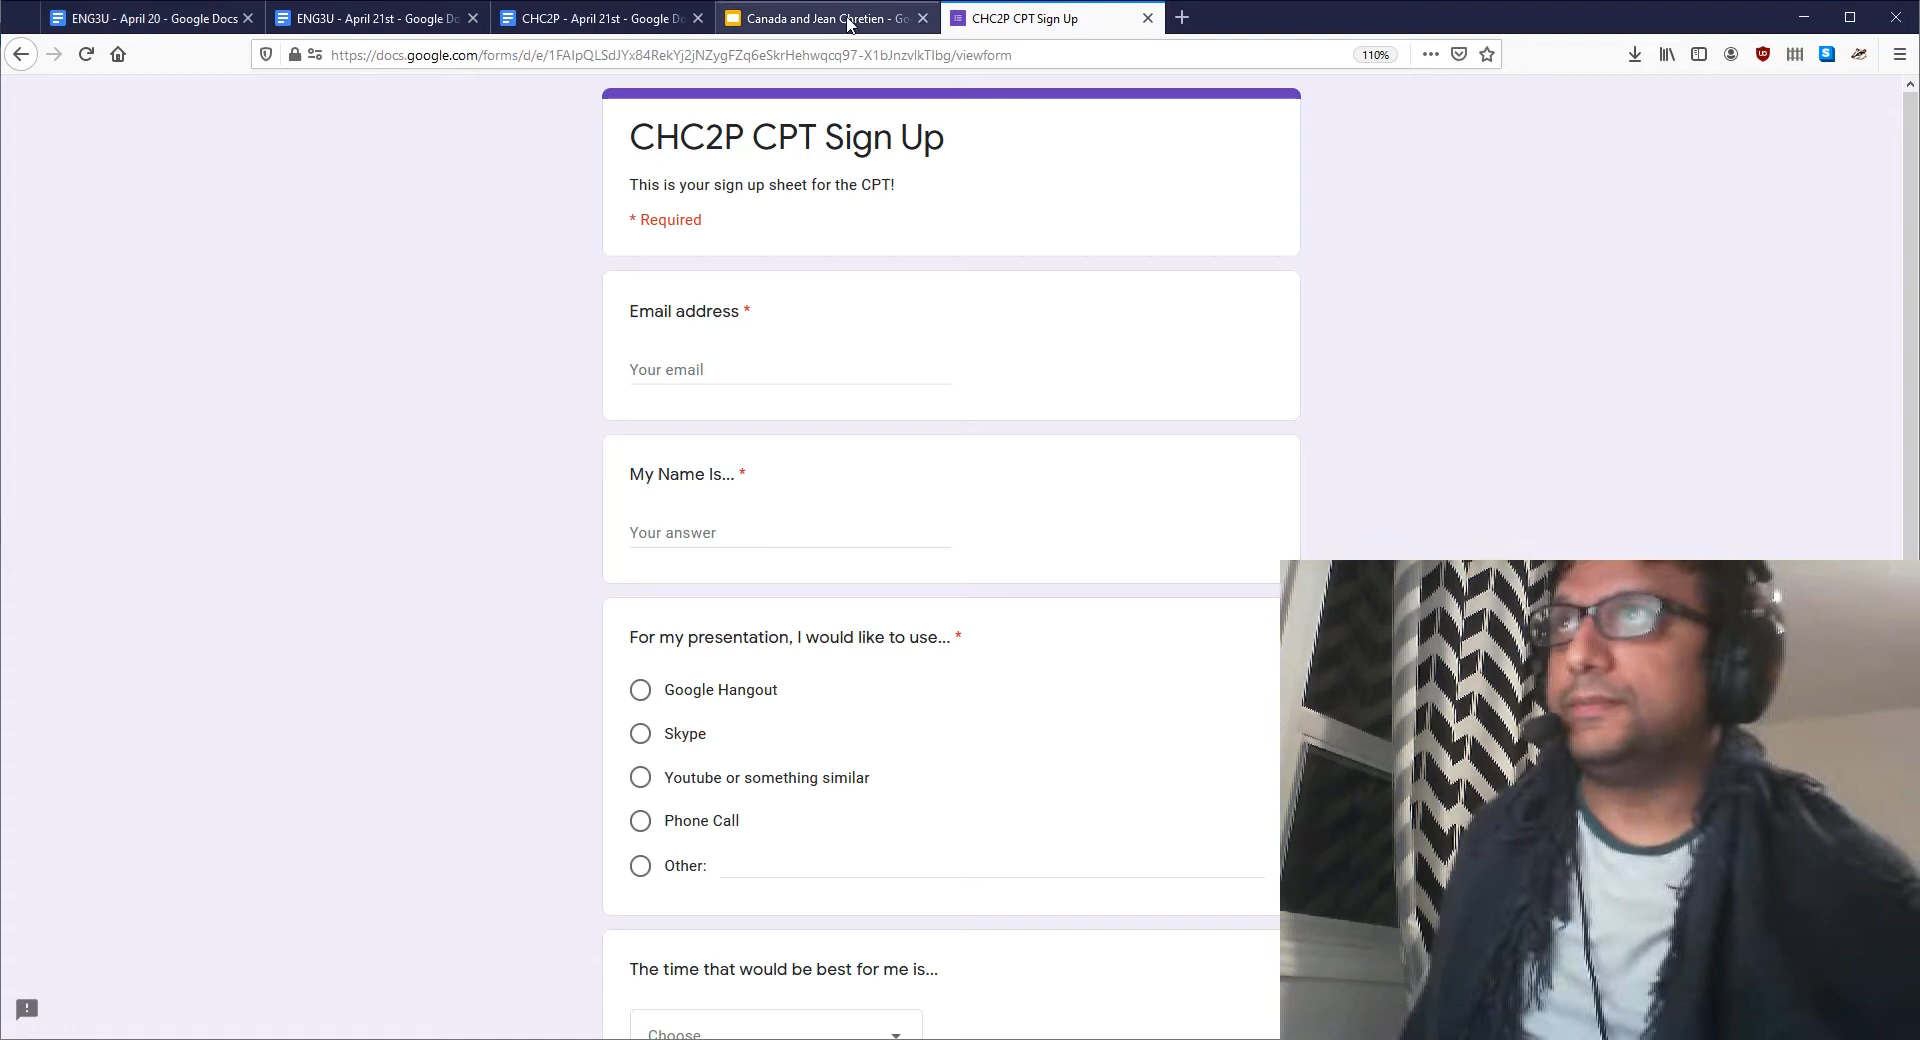 ENG3U - April 20 - Google Docs
ENG3U - April 21st - Google Do
CHC2P - April 21st - Google Do
Canada and Jean Chretien - Go
CHC2P CPT Sign Up
https://docs.google.com/forms/d/e/1FAIpQLSdJYx84RekYj2jNZygFZq6eSkrHehwqcq97-X1bJnzvlkTIbg/viewform
110%
CHC2P CPT Sign Up
This is your sign up sheet for the CPT!
* Required
Email address *
Your email
My Name Is... *
Your answer
For my presentation, I would like to use... *
Google Hangout
Skype
Youtube or something similar
Phone Call
Other:
The time that would be best for me is...
Choose